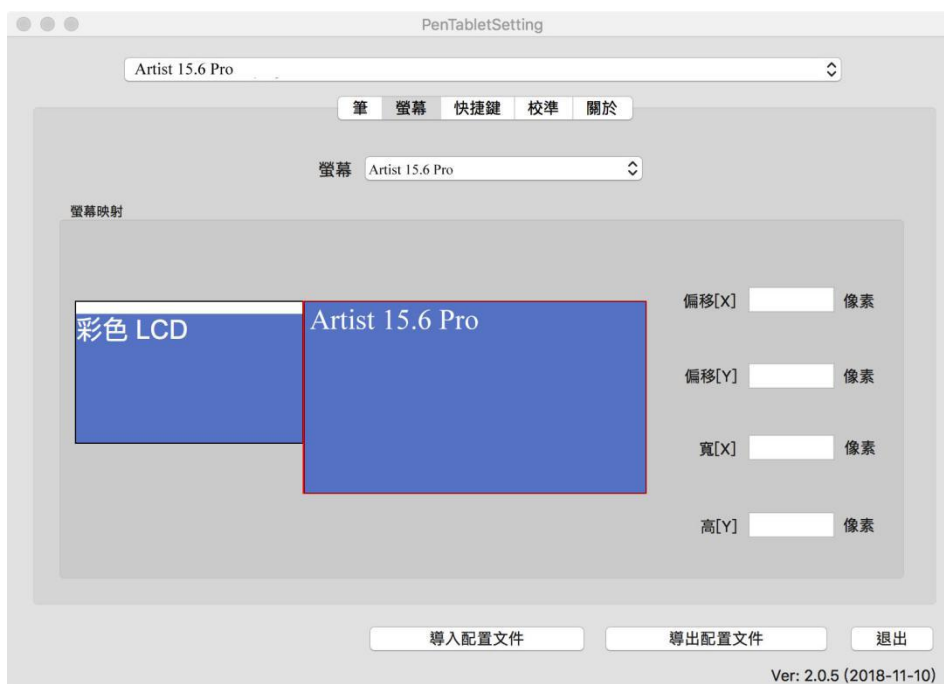 PenTabletSetting
Artist 15.6 Pro
筆 螢幕 快捷鍵 校準 關於
螢幕 Artist 15.6 Pro
螢幕映射
彩色 LCD
Artist 15.6 Pro
偏移[X] 像素
偏移[Y] 像素
寬[X] 像素
高[Y] 像素
導入配置文件 導出配置文件 退出
Ver: 2.0.5 (2018-11-10)